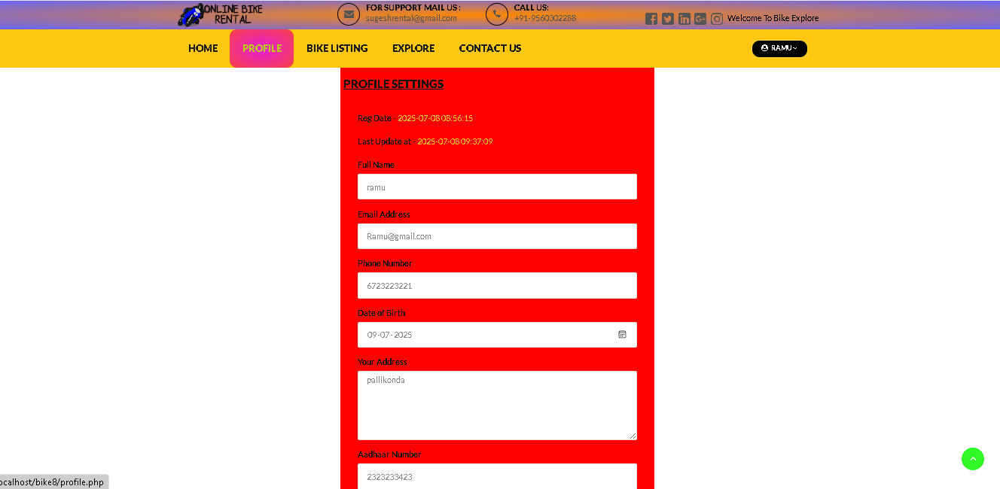 ONLINE BIKE
RENTAL
FOR SUPPORT MAIL US :
sugeshrental@gmail.com
CALL US:
+91-9560302288
Welcome To Bike Explore
HOME PROFILE BIKE LISTING EXPLORE CONTACT US RAMU
PROFILE SETTINGS
Reg Date - 2025-07-08 08:56:15
Last Update at - 2025-07-08 09:37:09
Full Name
ramu
Email Address
Ramu@gmail.com
Phone Number
6723223221
Date of Birth
09-07-2025
Your Address
pallikonda
Aadhaar Number
2323233423
ocalhost/bike8/profile.php